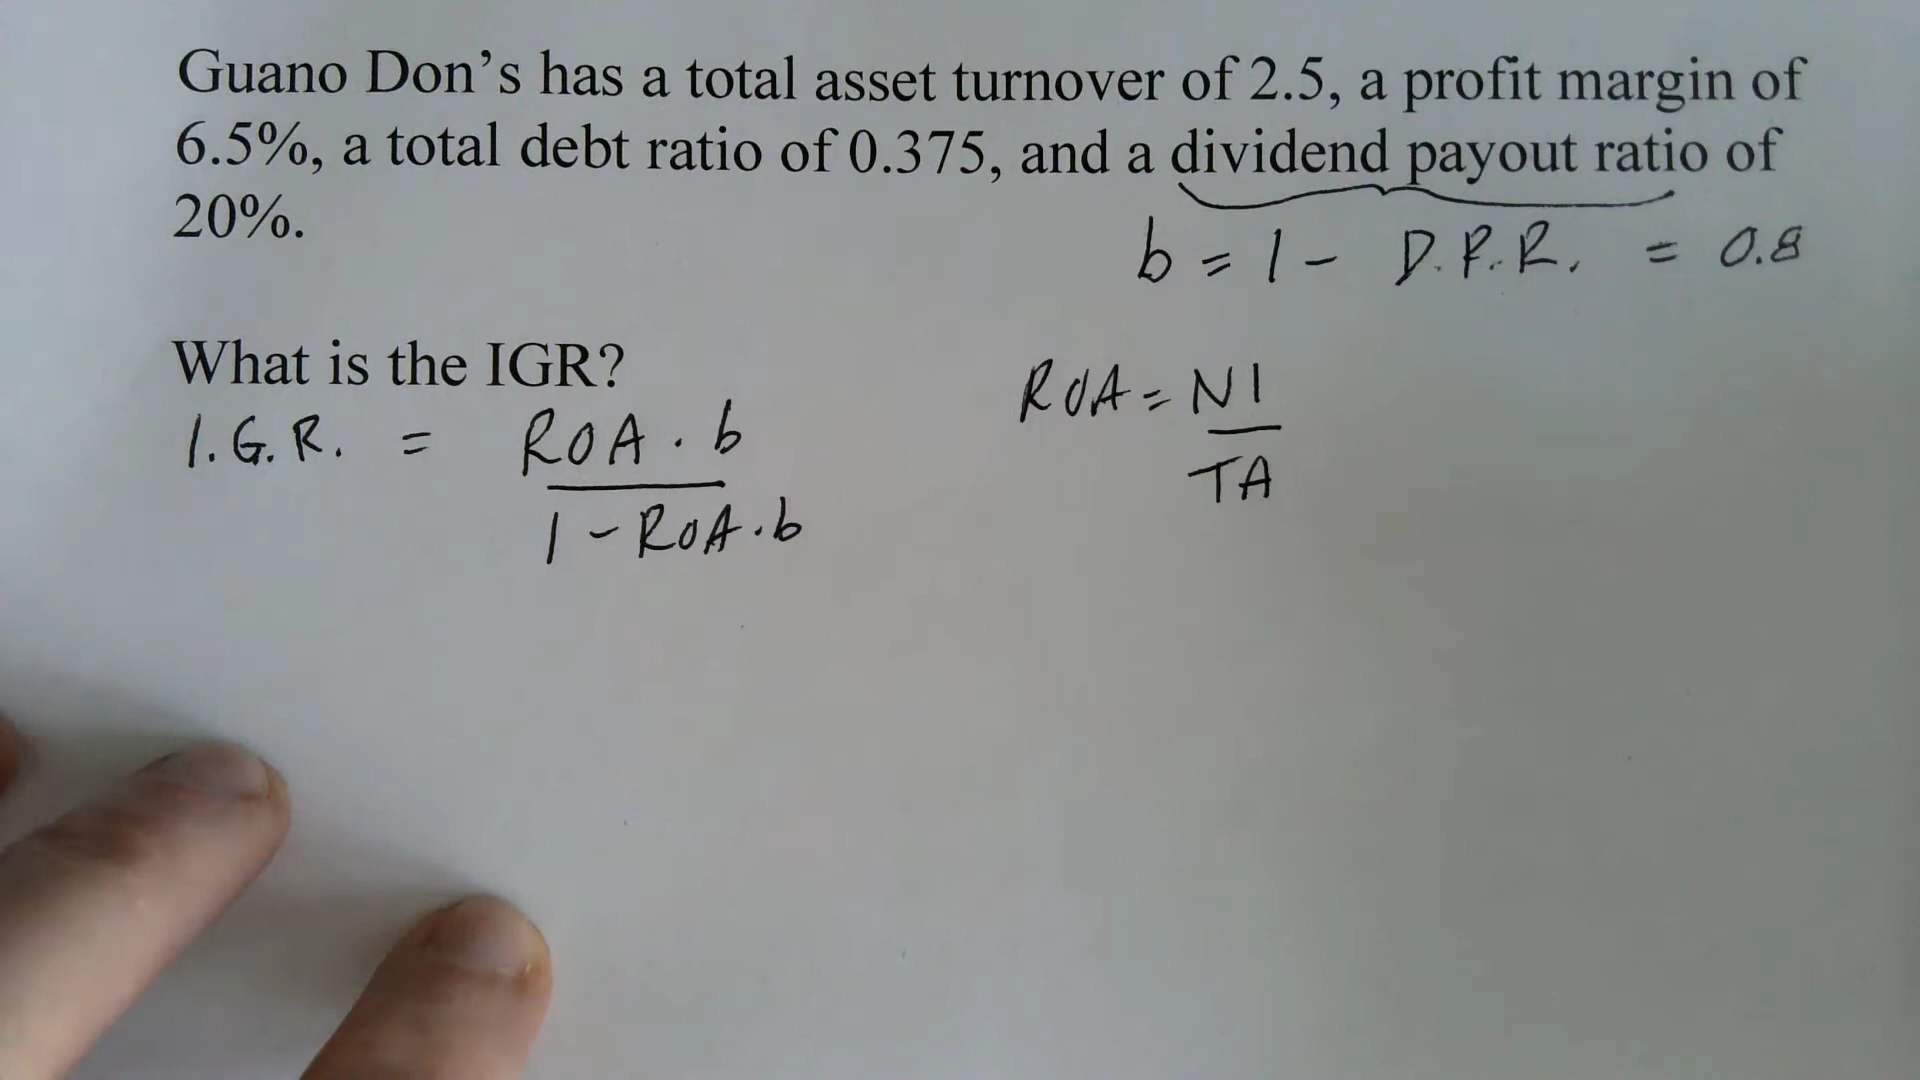 Guano Don’s has a total asset turnover of 2.5, a profit margin of
6.5%, a total debt ratio of 0.375, and a dividend payout ratio of
20%.
b = 1 - D.P.R. = 0.8
What is the IGR?
I.G.R. = ROA · b
1 - ROA · b
ROA = NI
TA